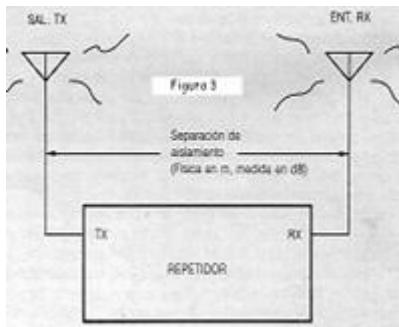 SAL. TX
ENT. RX
Figura 3
Separación de
aislamiento
(Física en m, medida en dB)
TX
RX
REPETIDOR